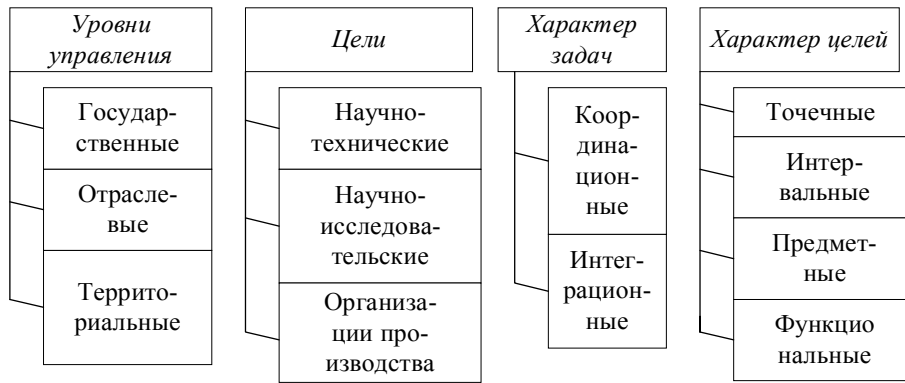 Уровни
управления
Государ-
ственные
Отрасле-
вые
Террито-
риальные
Цели
Научно-
технические
Научно-
исследова-
тельские
Организа-
ции про-
изводства
Характер
задач
Коор-
динa-
цион-
ные
Интег-
рацион-
ные
Характер целей
Точечные
Интер-
вальные
Предмет-
ные
Функцио
нальные